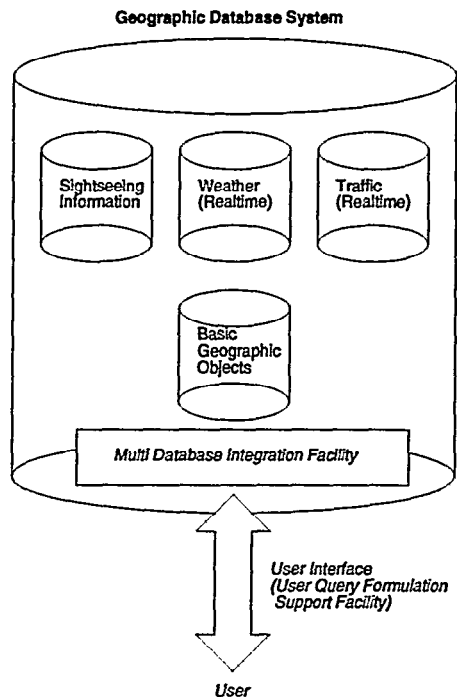 Geographic Database System
Sightseeing
Information
Weather
(Realtime)
Traffic
(Realtime)
Basic
Geographic
Objects
Multi Database Integration Facility
User Interface
(User Query Formulation
Support Facility)
User